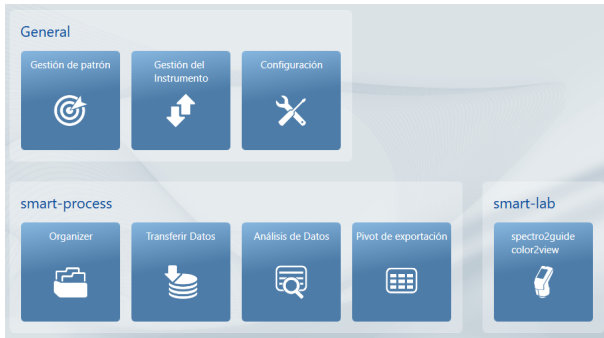 General
Gestión de patrón
Gestión del
Instrumento
Configuración
smart-process
Organizer
Transferir Datos
Análisis de Datos
Pivot de exportación
smart-lab
spectro2guide
color2view